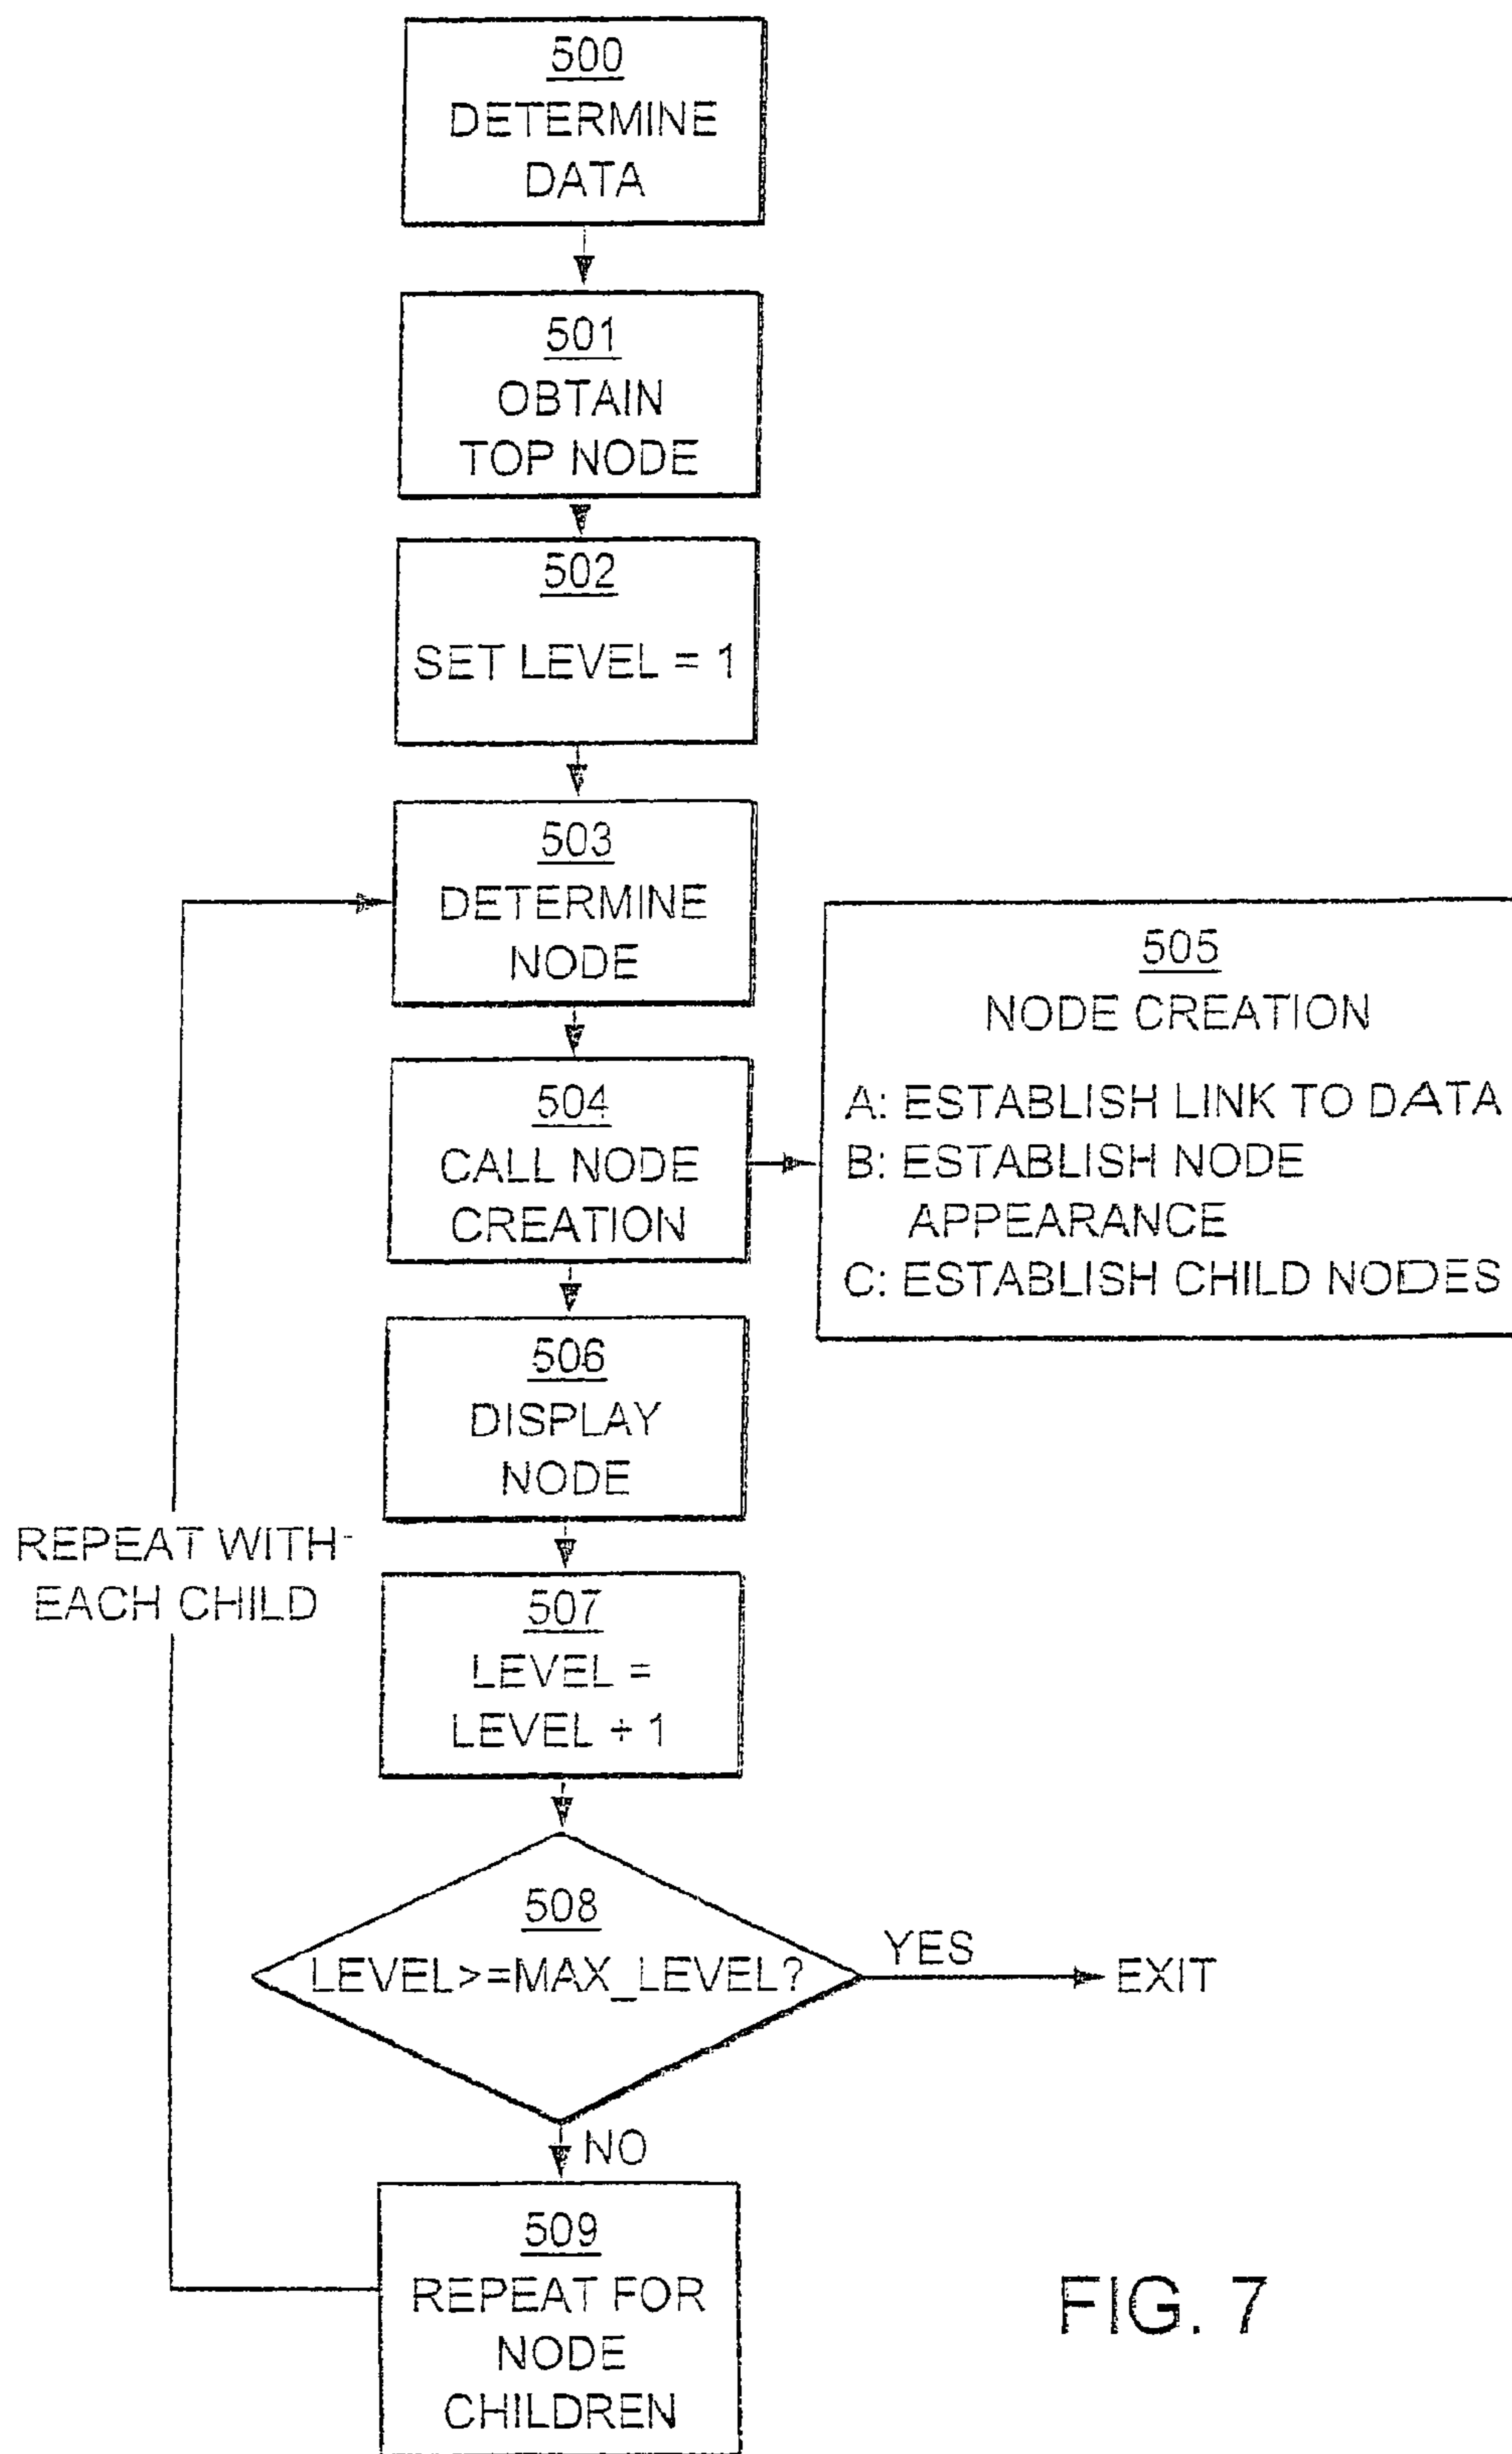 500
DETERMINE
DATA
501
OBTAIN
TOP NODE
502
SET LEVEL = 1
503
DETERMINE
NODE
504
CALL NODE
CREATION
505
NODE CREATION
A: ESTABLISH LINK TO DATA
B: ESTABLISH NODE
APPEARANCE
C: ESTABLISH CHILD NODES
506
DISPLAY
NODE
REPEAT WITH
EACH CHILD
507
LEVEL =
LEVEL + 1
508
LEVEL>=MAX_LEVEL?
YES
EXIT
NO
509
REPEAT FOR
NODE
CHILDREN
FIG. 7